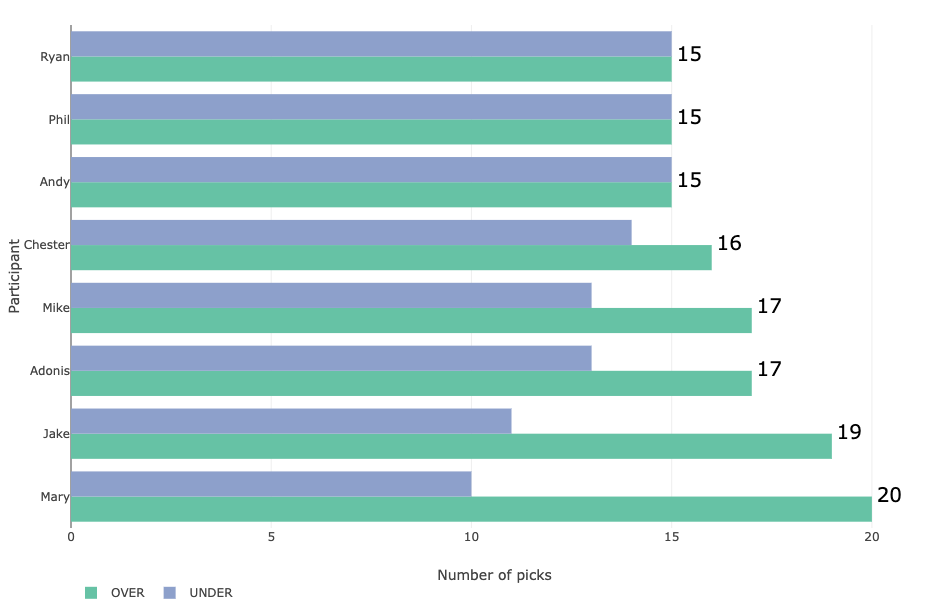 Ryan 15
Phil 15
Andy 15
Chester 16
Participant
Mike 17
Adonis 17
Jake 19
Mary 20
0 5 10 15 20
Number of picks
OVER UNDER